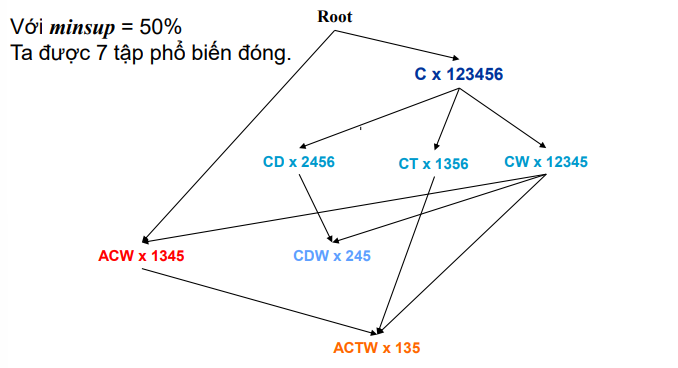 Với minsup = 50%
Ta được 7 tập phổ biến đóng.
Root
C x 123456
CD x 2456
CT x 1356
CW x 12345
ACW x 1345
CDW x 245
ACTW x 135